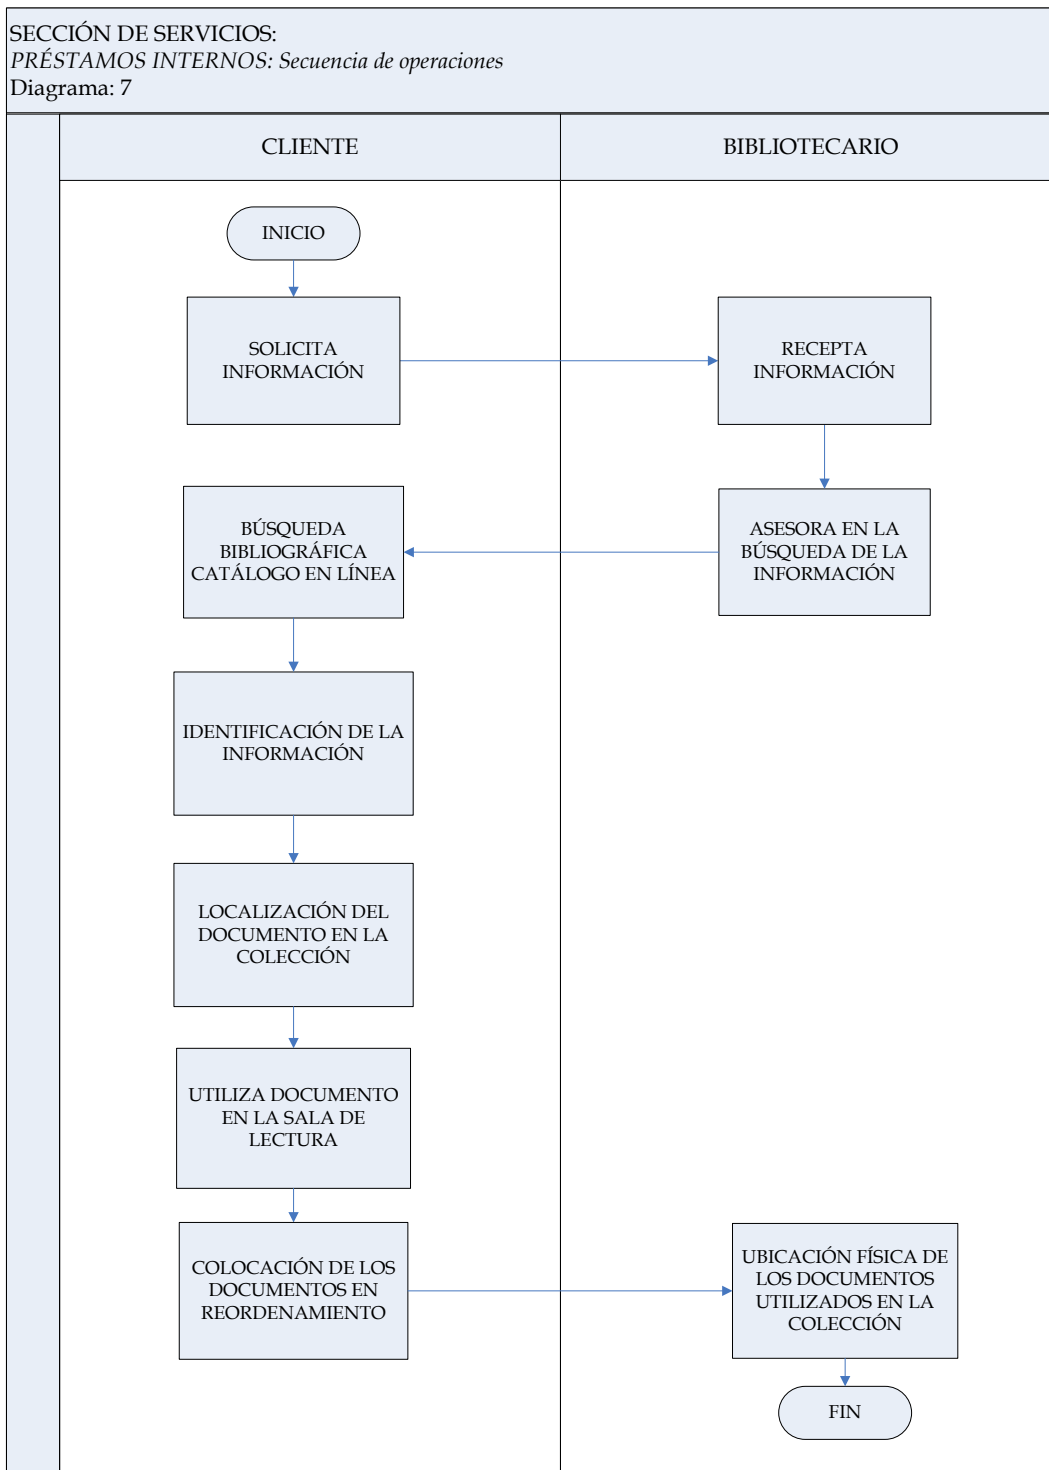 SECCIÓN DE SERVICIOS:
PRÉSTAMOS INTERNOS: Secuencia de operaciones
Diagrama: 7
CLIENTE
BIBLIOTECARIO
INICIO
SOLICITA
INFORMACIÓN
RECEPTA
INFORMACIÓN
ASESORA EN LA
BÚSQUEDA DE LA
INFORMACIÓN
BÚSQUEDA
BIBLIOGRÁFICA
CATÁLOGO EN LÍNEA
IDENTIFICACIÓN DE LA
INFORMACIÓN
LOCALIZACIÓN DEL
DOCUMENTO EN LA
COLECCIÓN
UTILIZA DOCUMENTO
EN LA SALA DE
LECTURA
COLOCACIÓN DE LOS
DOCUMENTOS EN
REORDENAMIENTO
UBICACIÓN FÍSICA DE
LOS DOCUMENTOS
UTILIZADOS EN LA
COLECCIÓN
FIN